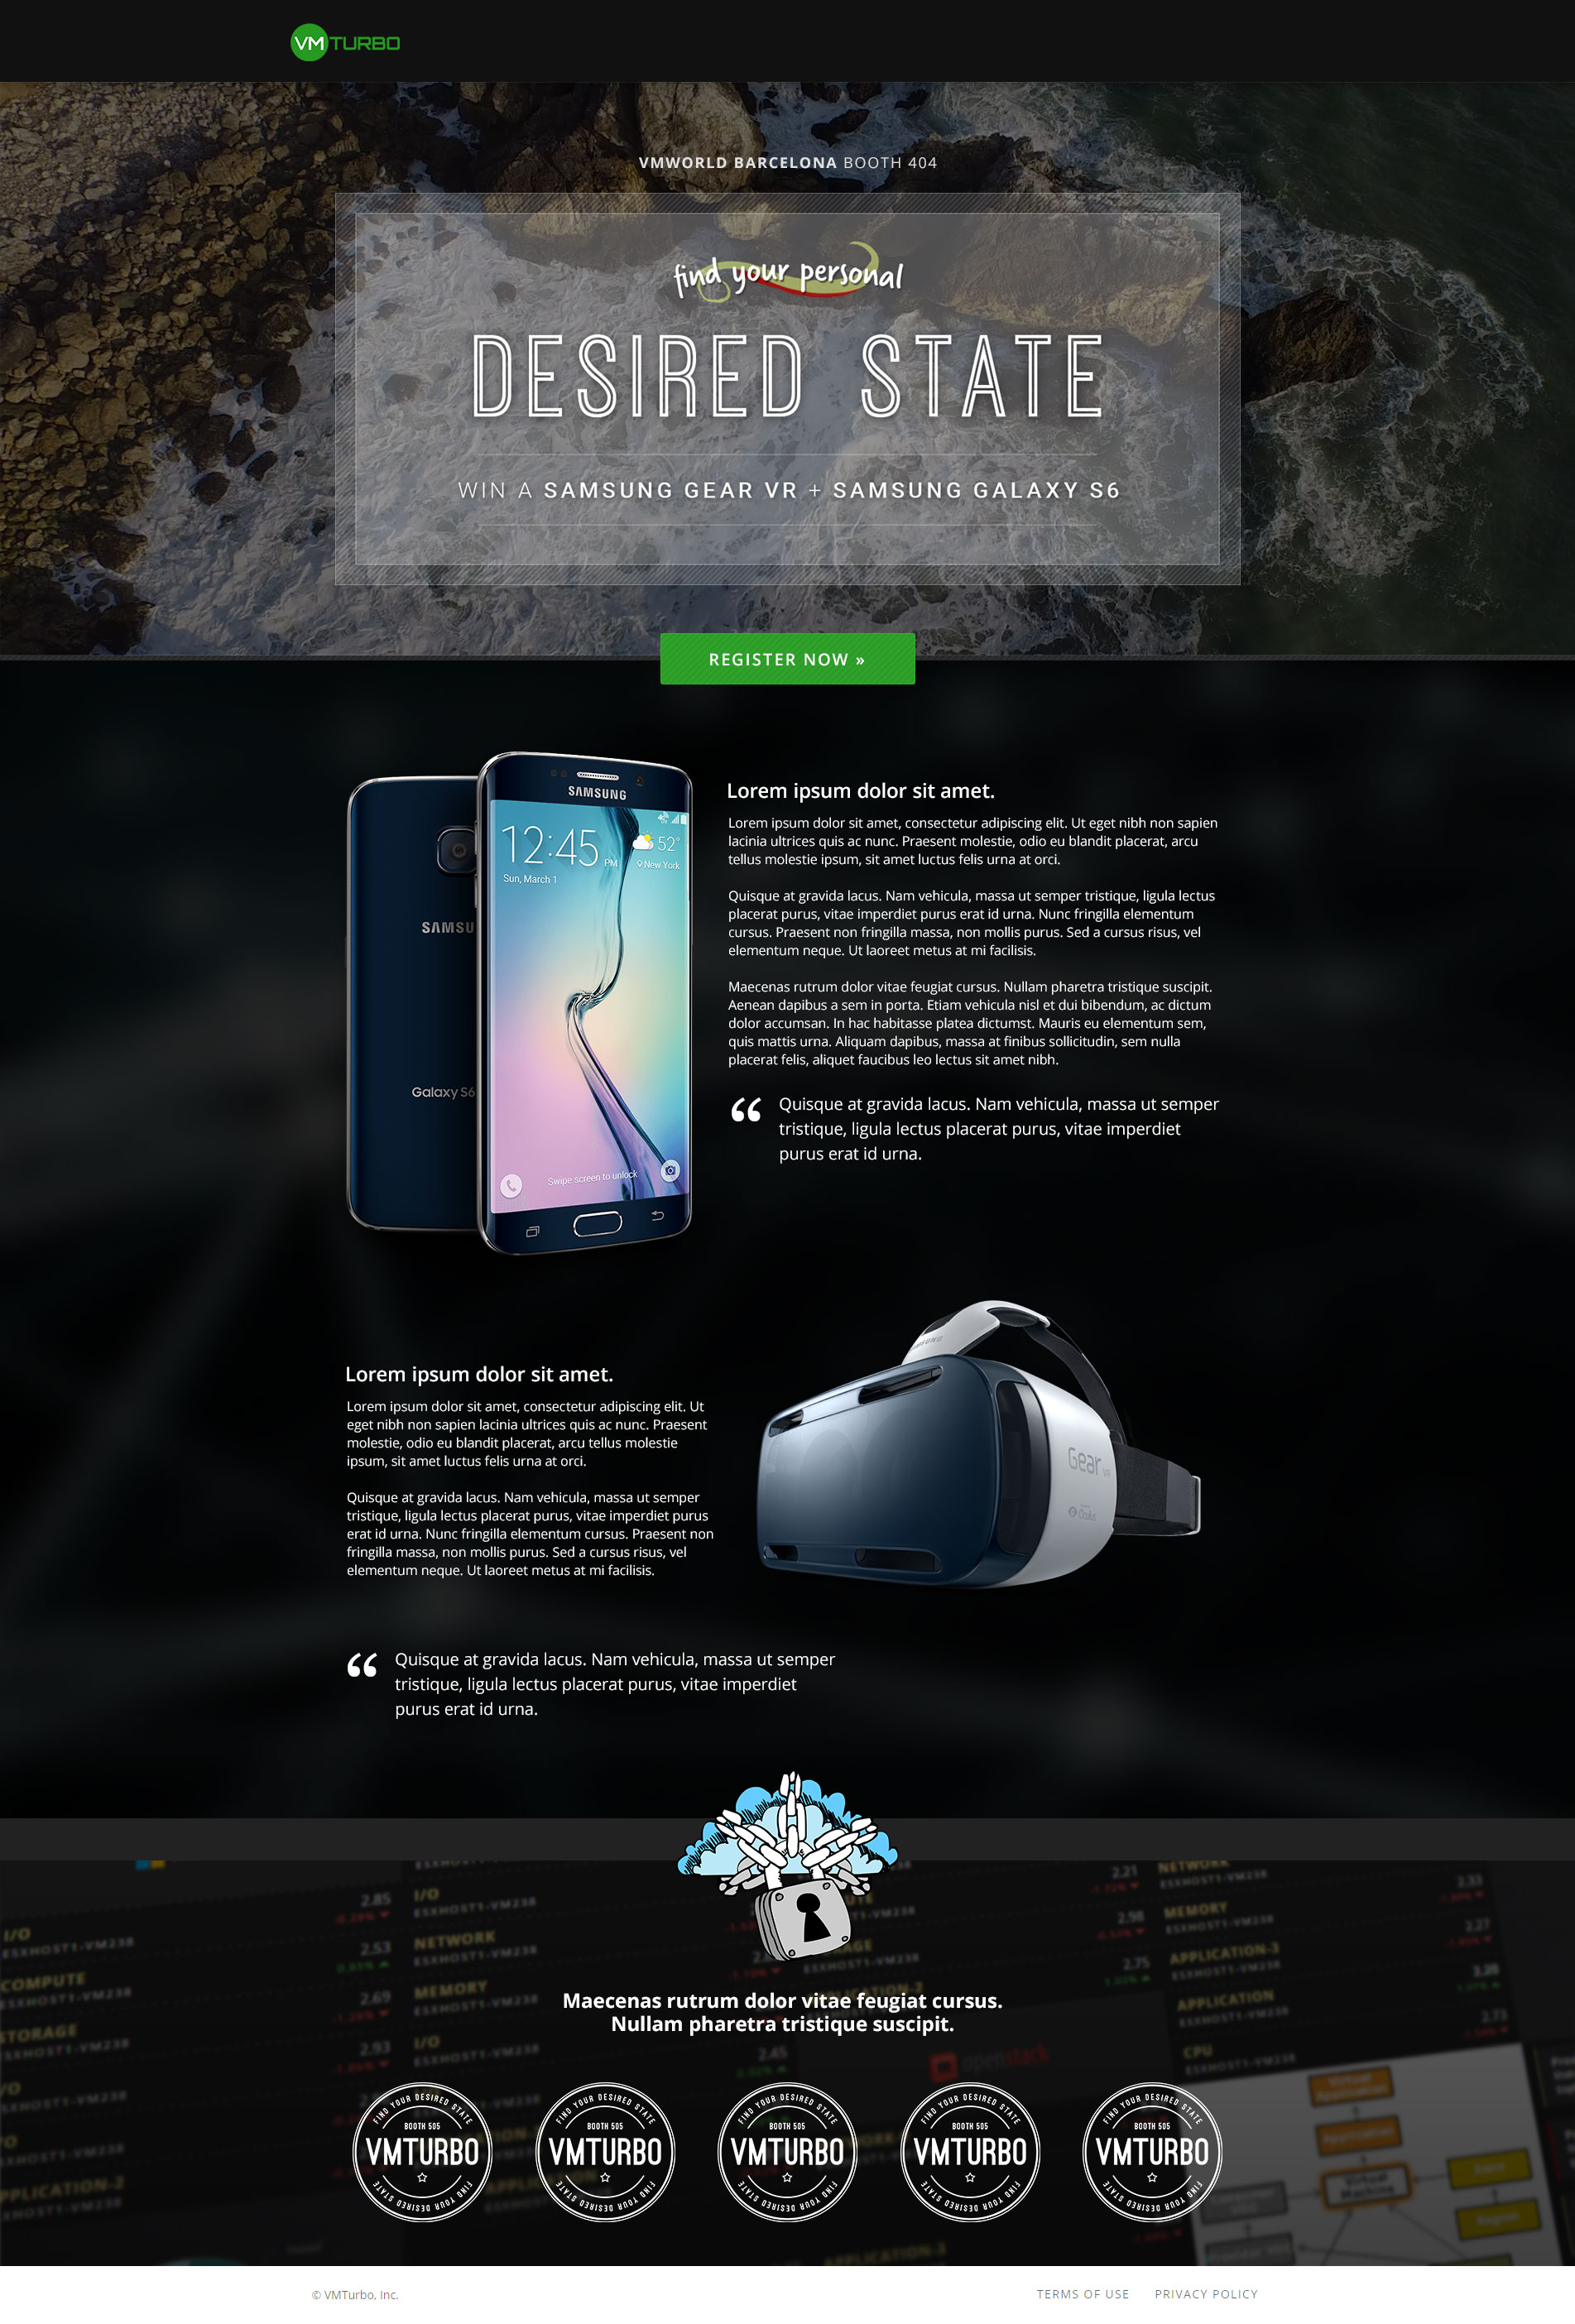 VMTURBO
VMWORLD BARCELONA BOOTH 404
find your personal
DESIRED STATE
WIN A SAMSUNG GEAR VR + SAMSUNG GALAXY S6
REGISTER NOW »
SAMSUNG
12:45 PM
52°
New York
Sun, March 1
SAMSU
Galaxy S6
Swipe screen to unlock
Lorem ipsum dolor sit amet.
Lorem ipsum dolor sit amet, consectetur adipiscing elit. Ut eget nibh non sapien
lacinia ultrices quis ac nunc. Praesent molestie, odio eu blandit placerat, arcu
tellus molestie ipsum, sit amet luctus felis urna at orci.
Quisque at gravida lacus. Nam vehicula, massa ut semper tristique, ligula lectus
placerat purus, vitae imperdiet purus erat id urna. Nunc fringilla elementum
cursus. Praesent non fringilla massa, non mollis purus. Sed a cursus risus, vel
elementum neque. Ut laoreet metus at mi facilisis.
Maecenas rutrum dolor vitae feugiat cursus. Nullam pharetra tristique suscipit.
Aenean dapibus a sem in porta. Etiam vehicula nisl et dui bibendum, ac dictum
dolor accumsan. In hac habitasse platea dictumst. Mauris eu elementum sem,
quis mattis urna. Aliquam dapibus, massa at finibus sollicitudin, sem nulla
placerat felis, aliquet faucibus leo lectus sit amet nibh.
“ Quisque at gravida lacus. Nam vehicula, massa ut semper
tristique, ligula lectus placerat purus, vitae imperdiet
purus erat id urna.
Lorem ipsum dolor sit amet.
Lorem ipsum dolor sit amet, consectetur adipiscing elit. Ut
eget nibh non sapien lacinia ultrices quis ac nunc. Praesent
molestie, odio eu blandit placerat, arcu tellus molestie
ipsum, sit amet luctus felis urna at orci.
Quisque at gravida lacus. Nam vehicula, massa ut semper
tristique, ligula lectus placerat purus, vitae imperdiet purus
erat id urna. Nunc fringilla elementum cursus. Praesent non
fringilla massa, non mollis purus. Sed a cursus risus, vel
elementum neque. Ut laoreet metus at mi facilisis.
SAMSUNG
Gear VR
Oculus
“ Quisque at gravida lacus. Nam vehicula, massa ut semper
tristique, ligula lectus placerat purus, vitae imperdiet
purus erat id urna.
Maecenas rutrum dolor vitae feugiat cursus.
Nullam pharetra tristique suscipit.
FIND YOUR DESIRED STATE
BOOTH 505
VMTURBO
FIND YOUR DESIRED STATE
FIND YOUR DESIRED STATE
BOOTH 505
VMTURBO
FIND YOUR DESIRED STATE
FIND YOUR DESIRED STATE
BOOTH 505
VMTURBO
FIND YOUR DESIRED STATE
FIND YOUR DESIRED STATE
BOOTH 505
VMTURBO
FIND YOUR DESIRED STATE
FIND YOUR DESIRED STATE
BOOTH 505
VMTURBO
FIND YOUR DESIRED STATE
© VMTurbo, Inc.
TERMS OF USE
PRIVACY POLICY